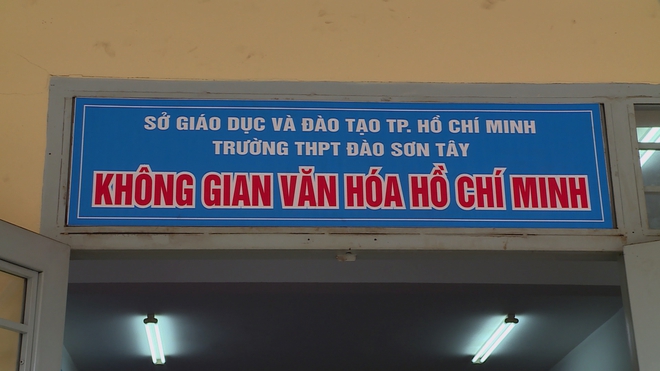 SỞ GIÁO DỤC VÀ ĐÀO TẠO TP. HỒ CHÍ MINH
TRƯỜNG THPT ĐÀO SƠN TÂY
KHÔNG GIAN VĂN HÓA HỒ CHÍ MINH